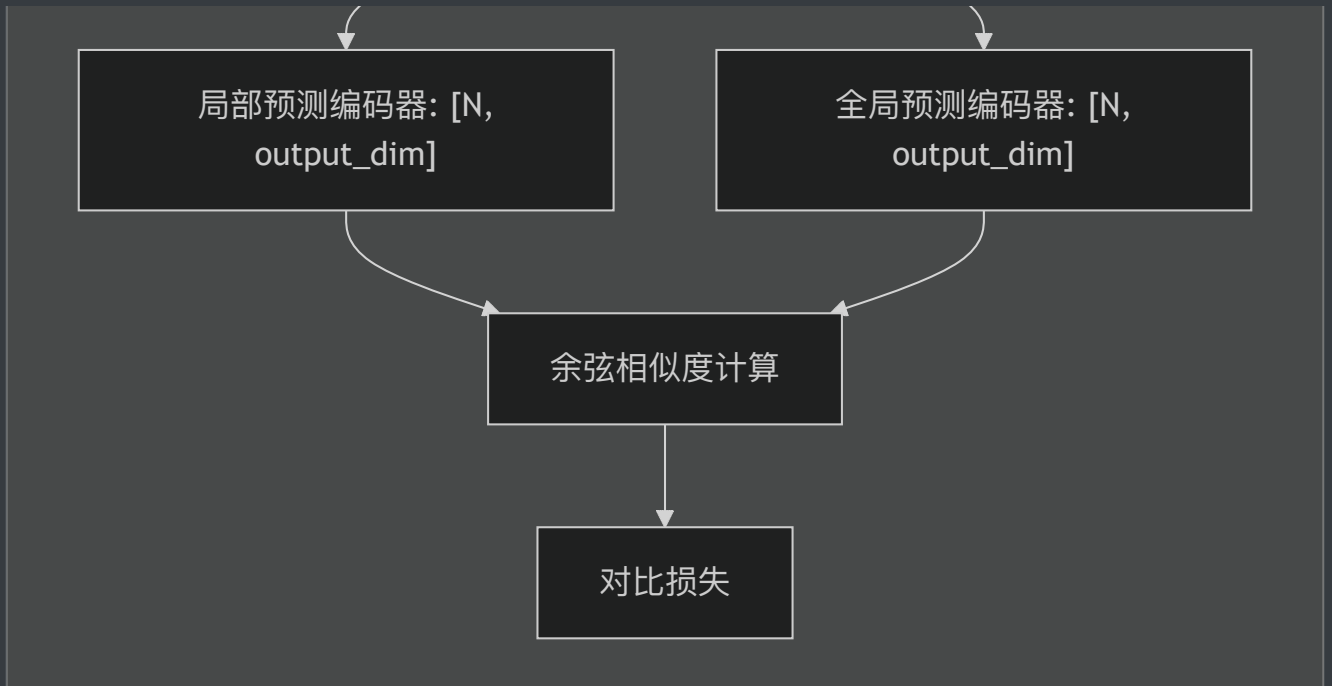 局部预测编码器: [N,
output_dim]
全局预测编码器: [N,
output_dim]
余弦相似度计算
对比损失